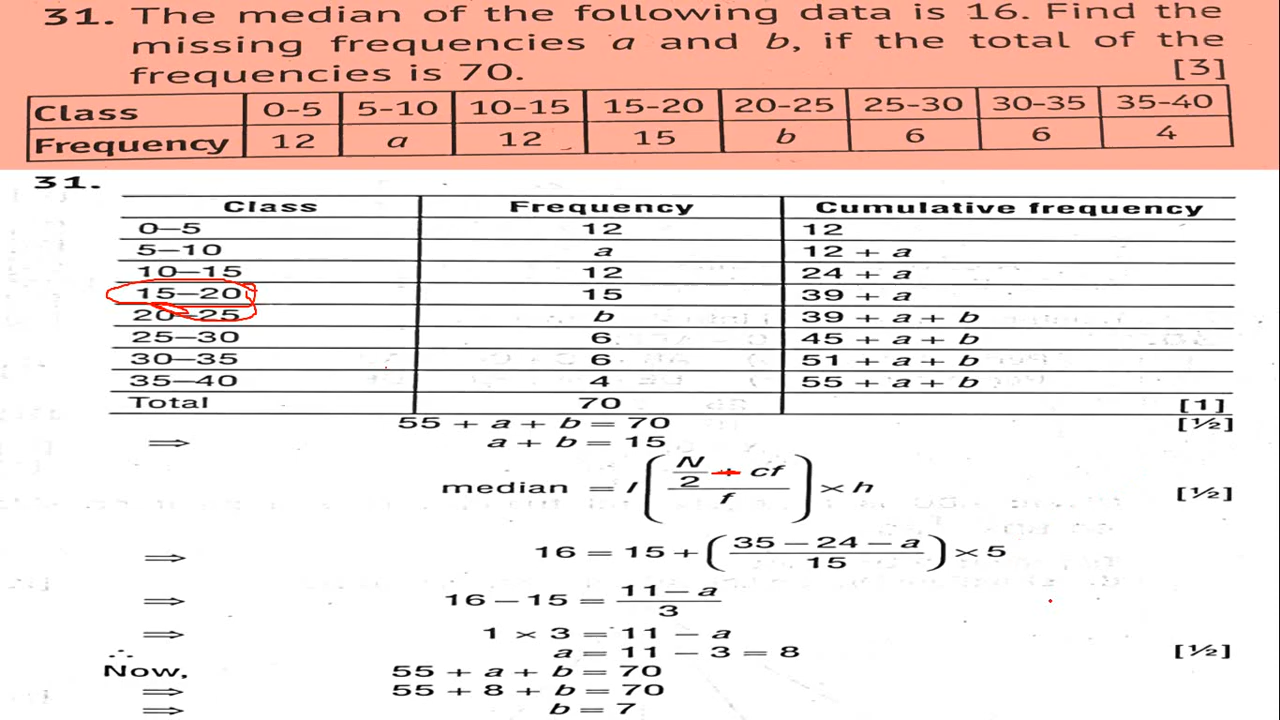 31. The median of the following data is 16. Find the
missing frequencies a and b, if the total of the
frequencies is 70. [3]
Class 0-5 5-10 10-15 15-20 20-25 25-30 30-35 35-40
Frequency 12 a 12 15 b 6 6 4
31.
Class Frequency Cumulative frequency
0–5 12 12
5–10 a 12 + a
10–15 12 24 + a
15–20 15 39 + a
20–25 b 39 + a + b
25–30 6 45 + a + b
30–35 6 51 + a + b
35–40 4 55 + a + b
Total 70 [1]
55 + a + b = 70 [½]
⇒ a + b = 15
median = l ( (N/2 + cf) / f ) × h [½]
⇒ 16 = 15 + ( (35 – 24 – a) / 15 ) × 5
⇒ 16 – 15 = (11 – a) / 3
⇒ 1 × 3 = 11 – a
∴ a = 11 – 3 = 8 [½]
Now, 55 + a + b = 70
⇒ 55 + 8 + b = 70
⇒ b = 7